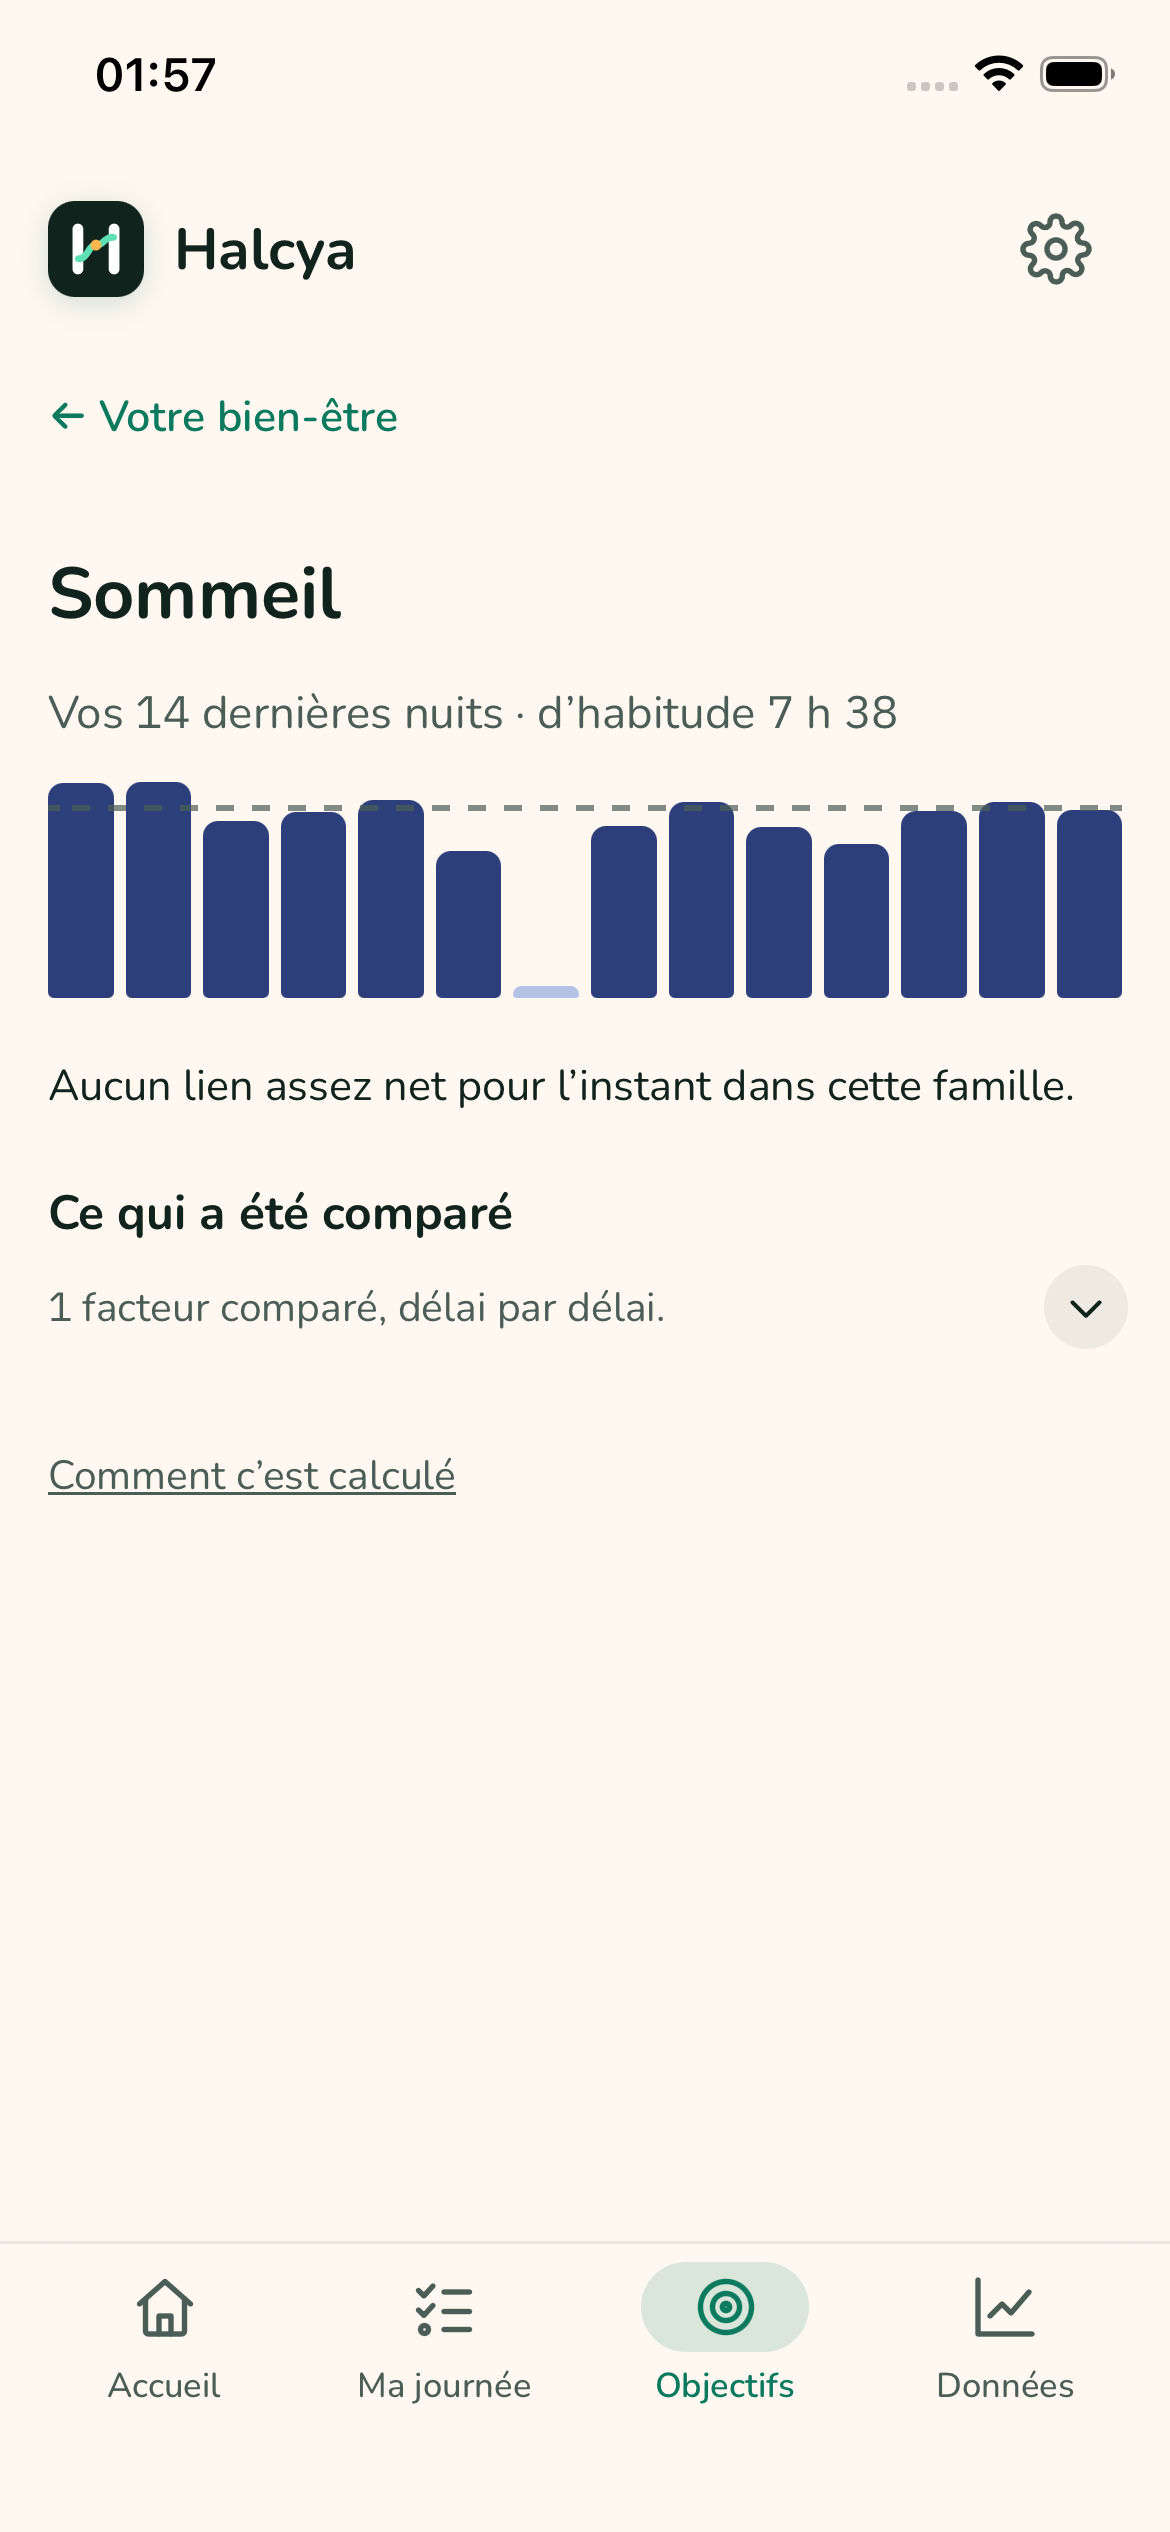 01:57
Halcya
← Votre bien-être
Sommeil
Vos 14 dernières nuits · d’habitude 7 h 38
Aucun lien assez net pour l’instant dans cette famille.
Ce qui a été comparé
1 facteur comparé, délai par délai.
Comment c’est calculé
Accueil
Ma journée
Objectifs
Données